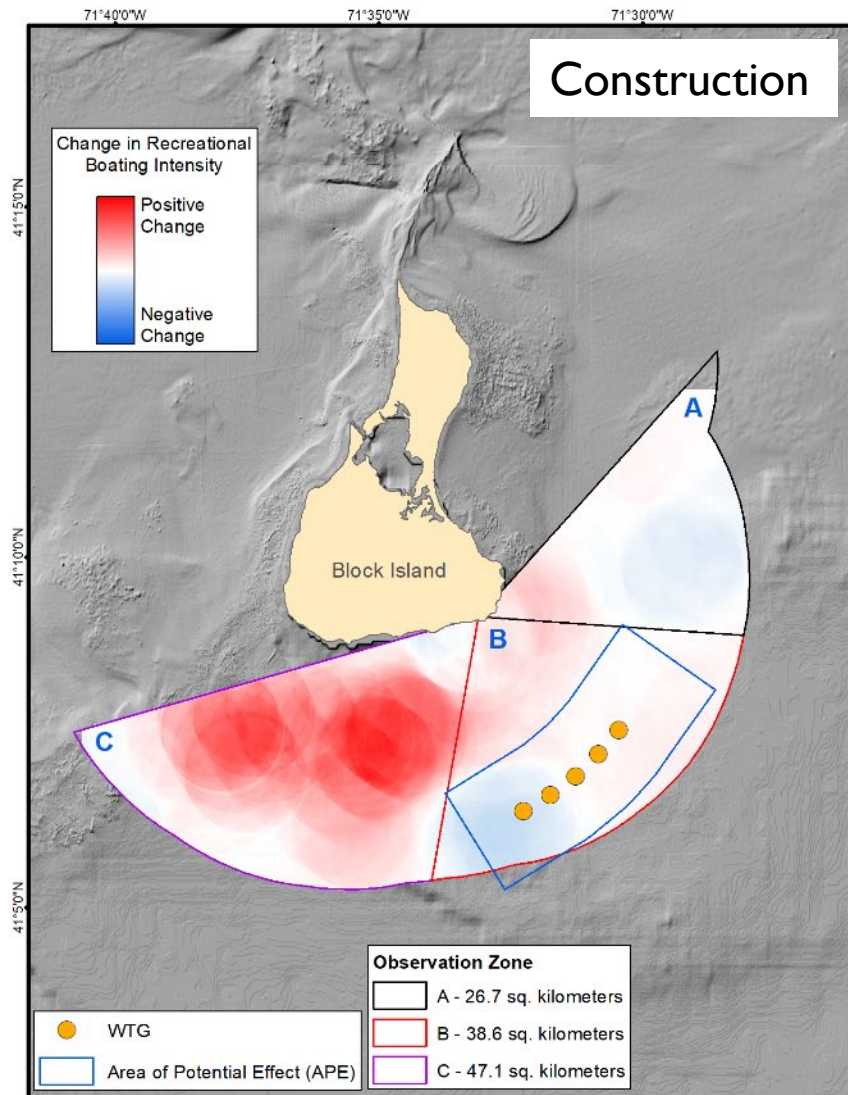 71°40'0"W
71°35'0"W
71°30'0"W
Construction
Change in Recreational
Boating Intensity
Positive
Change
Negative
Change
41°15'0"N
A
41°10'0"N
Block Island
B
C
41°5'0"N
WTG
Area of Potential Effect (APE)
Observation Zone
A - 26.7 sq. kilometers
B - 38.6 sq. kilometers
C - 47.1 sq. kilometers